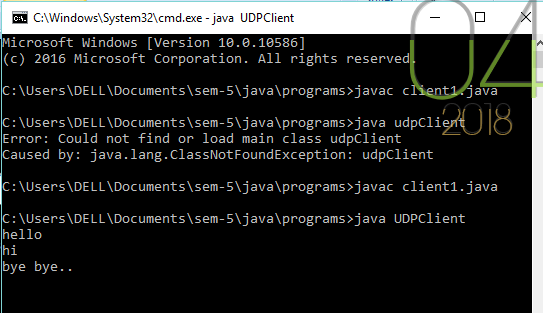 C:\Windows\System32\cmd.exe - java  UDPClient
Microsoft Windows [Version 10.0.10586]
(c) 2016 Microsoft Corporation. All rights reserved.
C:\Users\DELL\Documents\sem-5\java\programs>javac client1.java
C:\Users\DELL\Documents\sem-5\java\programs>java udpClient
Error: Could not find or load main class udpClient
Caused by: java.lang.ClassNotFoundException: udpClient
C:\Users\DELL\Documents\sem-5\java\programs>javac client1.java
C:\Users\DELL\Documents\sem-5\java\programs>java UDPClient
hello
hi
bye bye..
04
2018